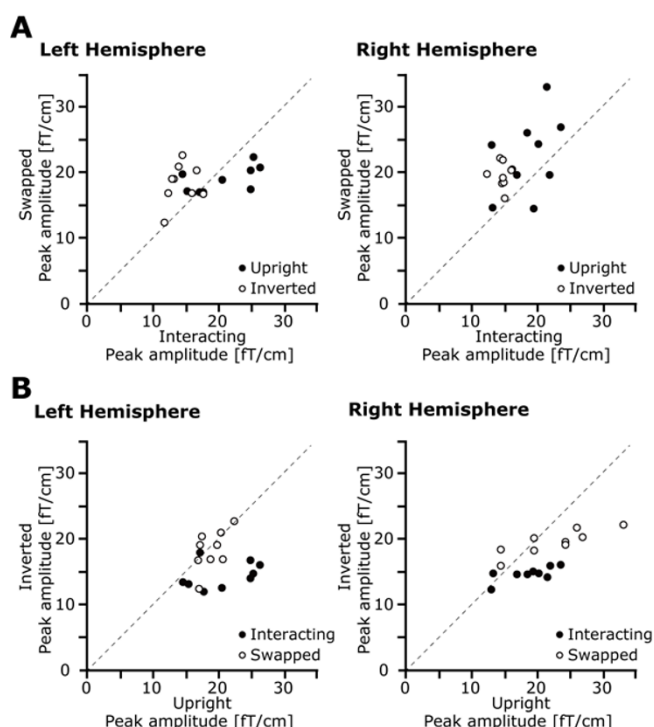 A
Left Hemisphere
Right Hemisphere
Swapped
Peak amplitude [fT/cm]
30
20
10
0
Upright
Inverted
0 10 20 30
Interacting
Peak amplitude [fT/cm]
Swapped
Peak amplitude [fT/cm]
30
20
10
0
Upright
Inverted
0 10 20 30
Interacting
Peak amplitude [fT/cm]
B
Left Hemisphere
Right Hemisphere
Inverted
Peak amplitude [fT/cm]
30
20
10
0
Interacting
Swapped
0 10 20 30
Upright
Peak amplitude [fT/cm]
Inverted
Peak amplitude [fT/cm]
30
20
10
0
Interacting
Swapped
0 10 20 30
Upright
Peak amplitude [fT/cm]